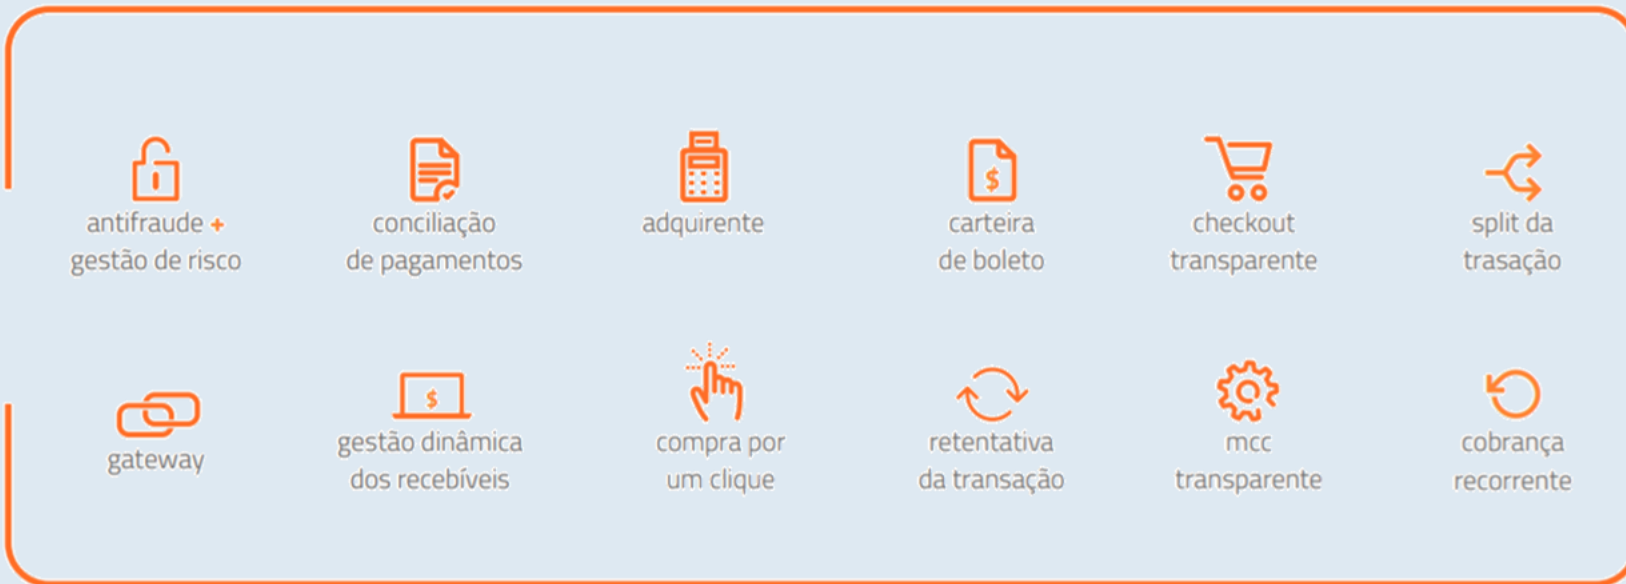 antifraude +
gestão de risco
conciliação
de pagamentos
adquirente
carteira
de boleto
checkout
transparente
split da
trasação
gateway
$
gestão dinâmica
dos recebíveis
compra por
um clique
retentativa
da transação
mcc
transparente
cobrança
recorrente